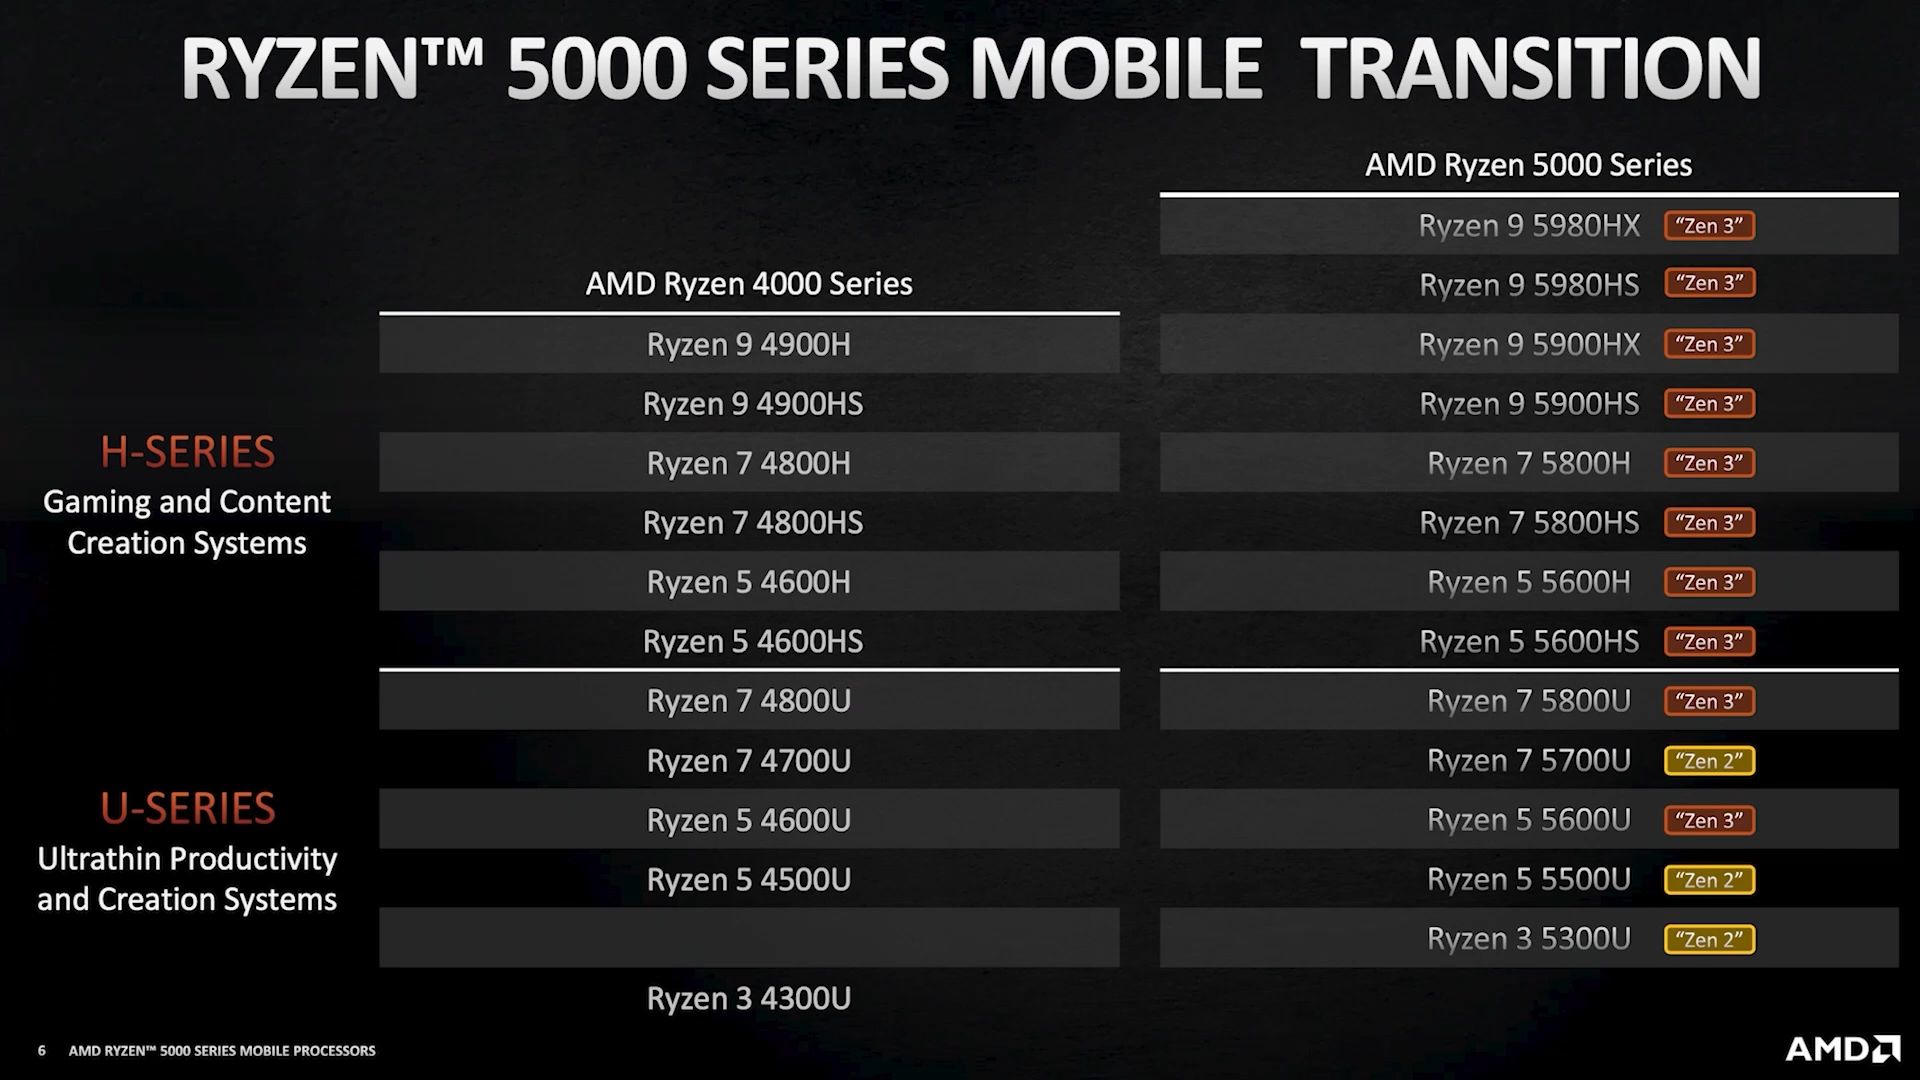 RYZEN™ 5000 SERIES MOBILE TRANSITION
AMD Ryzen 5000 Series
Ryzen 9 5980HX “Zen 3”
Ryzen 9 5980HS “Zen 3”
AMD Ryzen 4000 Series
Ryzen 9 4900H
Ryzen 9 5900HX “Zen 3”
Ryzen 9 4900HS
Ryzen 9 5900HS “Zen 3”
H-SERIES
Gaming and Content
Creation Systems
Ryzen 7 4800H
Ryzen 7 5800H “Zen 3”
Ryzen 7 4800HS
Ryzen 7 5800HS “Zen 3”
Ryzen 5 4600H
Ryzen 5 5600H “Zen 3”
Ryzen 5 4600HS
Ryzen 5 5600HS “Zen 3”
Ryzen 7 4800U
Ryzen 7 5800U “Zen 3”
Ryzen 7 4700U
Ryzen 7 5700U “Zen 2”
U-SERIES
Ultrathin Productivity
and Creation Systems
Ryzen 5 4600U
Ryzen 5 5600U “Zen 3”
Ryzen 5 4500U
Ryzen 5 5500U “Zen 2”
Ryzen 3 5300U “Zen 2”
Ryzen 3 4300U
6 AMD RYZEN™ 5000 SERIES MOBILE PROCESSORS
AMD